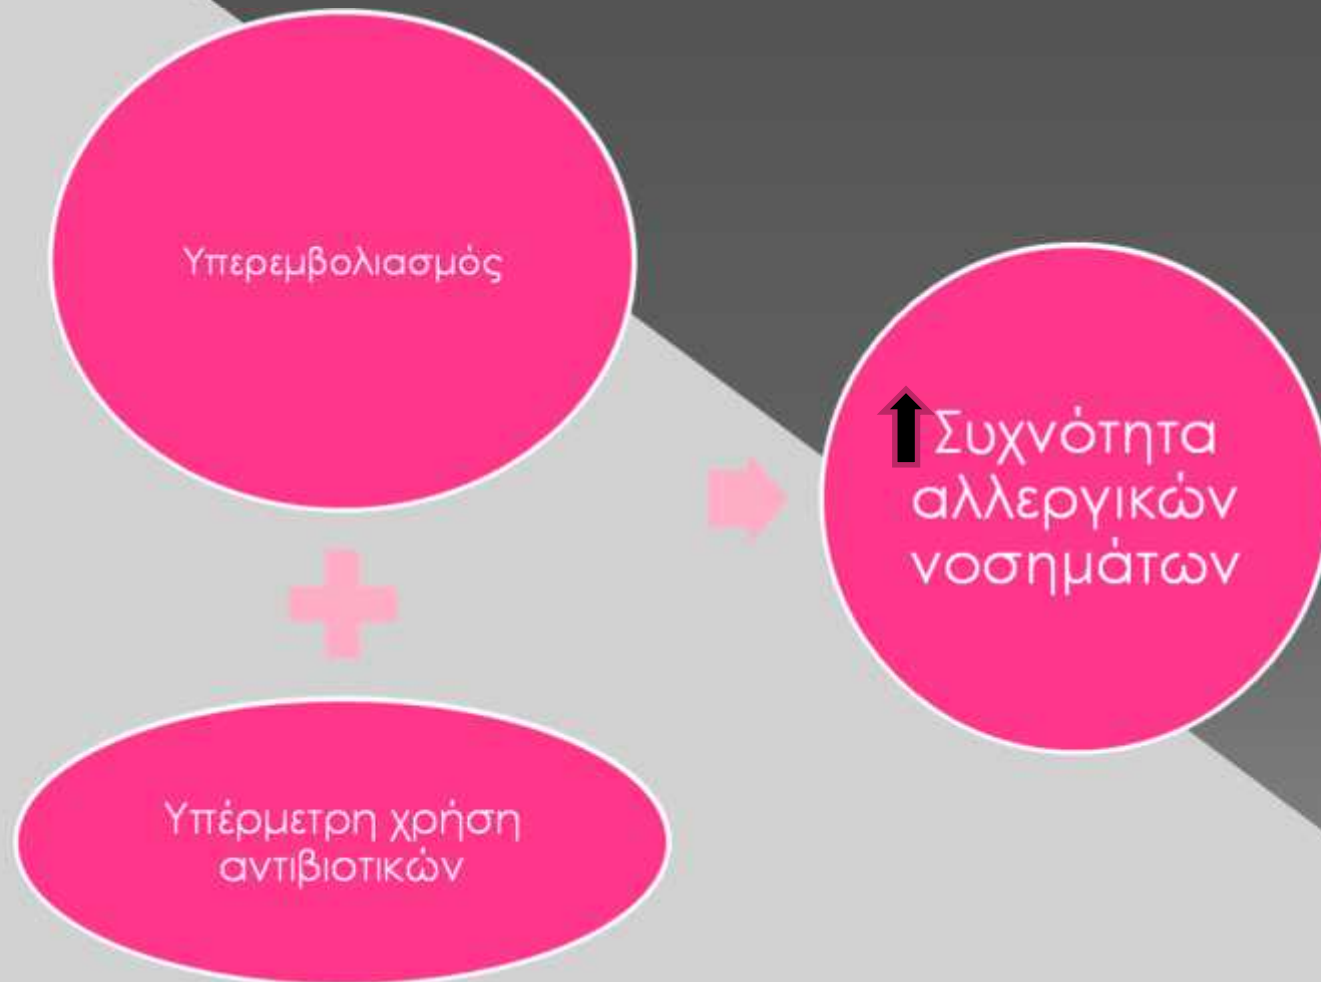 Υπερεμβολιασμός
Υπέρμετρη χρήση
αντιβιοτικών
Συχνότητα
αλλεργικών
νοσημάτων